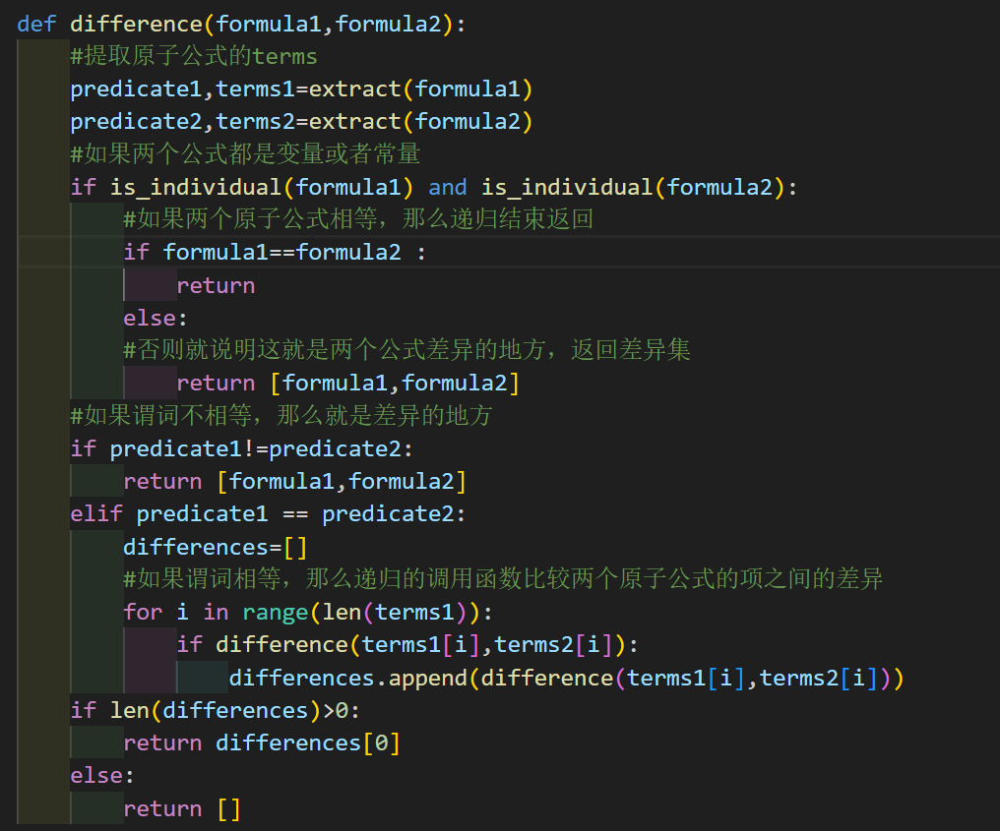 def difference(formula1,formula2):
    #提取原子公式的terms
    predicate1,terms1=extract(formula1)
    predicate2,terms2=extract(formula2)
    #如果两个公式都是变量或者常量
    if is_individual(formula1) and is_individual(formula2):
        #如果两个原子公式相等，那么递归结束返回
        if formula1==formula2 :
            return
        else:
        #否则就说明这就是两个公式差异的地方，返回差异集
            return [formula1,formula2]
    #如果谓词不相等，那么就是差异的地方
    if predicate1!=predicate2:
        return [formula1,formula2]
    elif predicate1 == predicate2:
        differences=[]
        #如果谓词相等，那么递归的调用函数比较两个原子公式的项之间的差异
        for i in range(len(terms1)):
            if difference(terms1[i],terms2[i]):
                differences.append(difference(terms1[i],terms2[i]))
    if len(differences)>0:
        return differences[0]
    else:
        return []